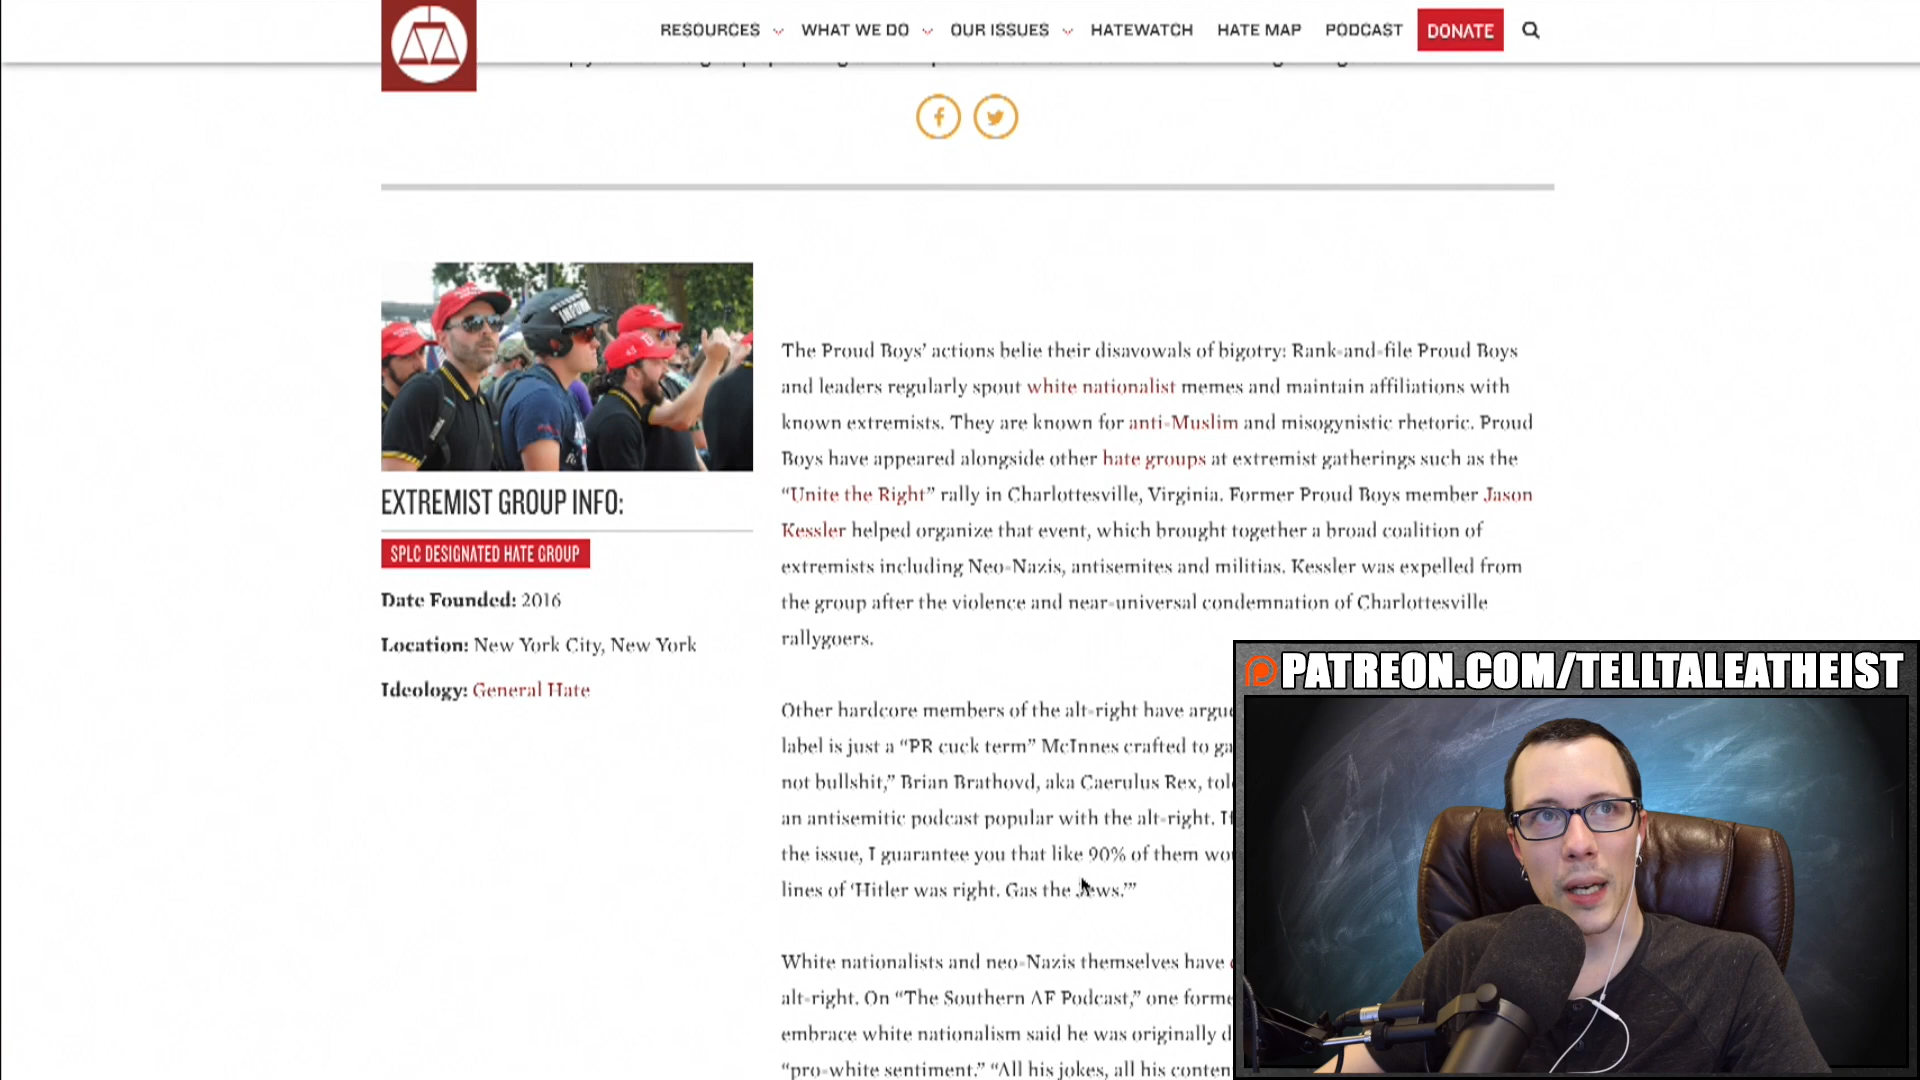 RESOURCES WHAT WE DO OUR ISSUES HATEWATCH HATE MAP PODCAST DONATE
The Proud Boys’ actions belie their disavowals of bigotry: Rank-and-file Proud Boys
and leaders regularly spout white nationalist memes and maintain affiliations with
known extremists. They are known for anti-Muslim and misogynistic rhetoric. Proud
Boys have appeared alongside other hate groups at extremist gatherings such as the
“Unite the Right” rally in Charlottesville, Virginia. Former Proud Boys member Jason
Kessler helped organize that event, which brought together a broad coalition of
extremists including Neo-Nazis, antisemites and militias. Kessler was expelled from
the group after the violence and near-universal condemnation of Charlottesville
rallygoers.
EXTREMIST GROUP INFO:
SPLC DESIGNATED HATE GROUP
Date Founded: 2016
Location: New York City, New York
Ideology: General Hate
Other hardcore members of the alt-right have
label is just a “PR cuck term” McInnes crafted to
not bullshit,” Brian Brathovd, aka Caerulus Rex,
an antisemitic podcast popular with the alt-right.
the issue, I guarantee you that like 90% of them
lines of ‘Hitler was right. Gas the Jews.’”
White nationalists and neo-Nazis themselves have
alt-right. On “The Southern AF Podcast,” one
embrace white nationalism said he was originally
“pro-white sentiment.” “All his jokes, all his
PATREON.COM/TELLTALEATHEIST